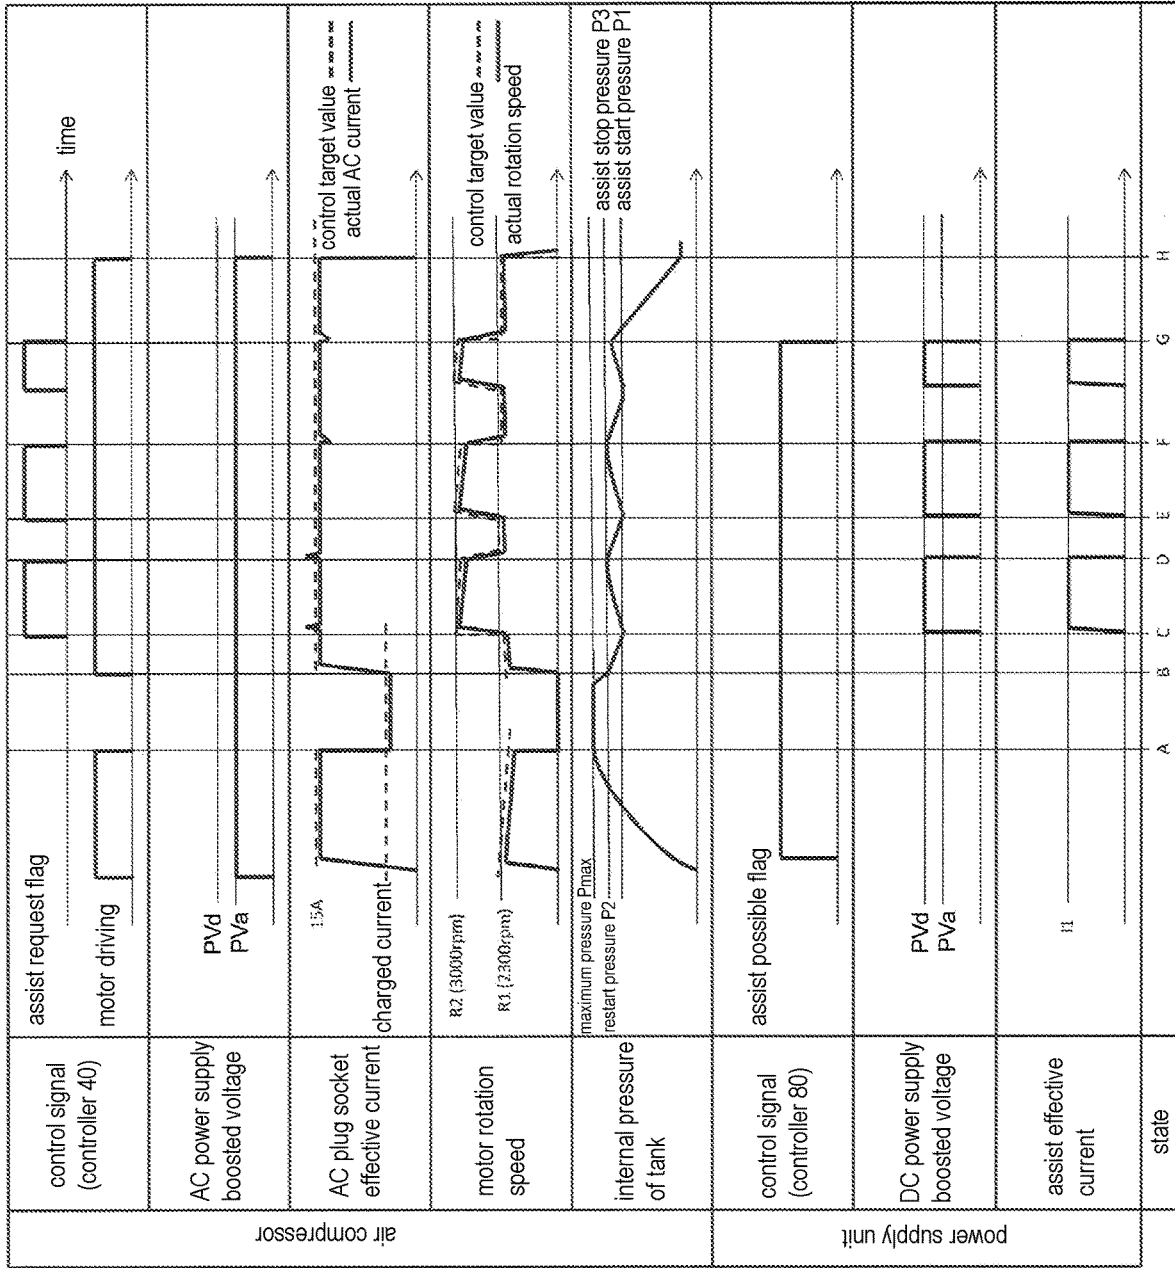 air compressor
control signal
(controller 40)
assist request flag
time
motor driving
AC power supply
boosted voltage
PVd
PVa
AC plug socket
effective current
15A
charged current
control target value
actual AC current
motor rotation
speed
R2 (3000rpm)
R1 (2300rpm)
control target value
actual rotation speed
internal pressure
of tank
maximum pressure Pmax
restart pressure P2
assist stop pressure P3
assist start pressure P1
power supply unit
control signal
(controller 80)
assist possible flag
DC power supply
boosted voltage
PVd
PVa
assist effective
current
I1
state
A
B
C
D
E
F
G
H